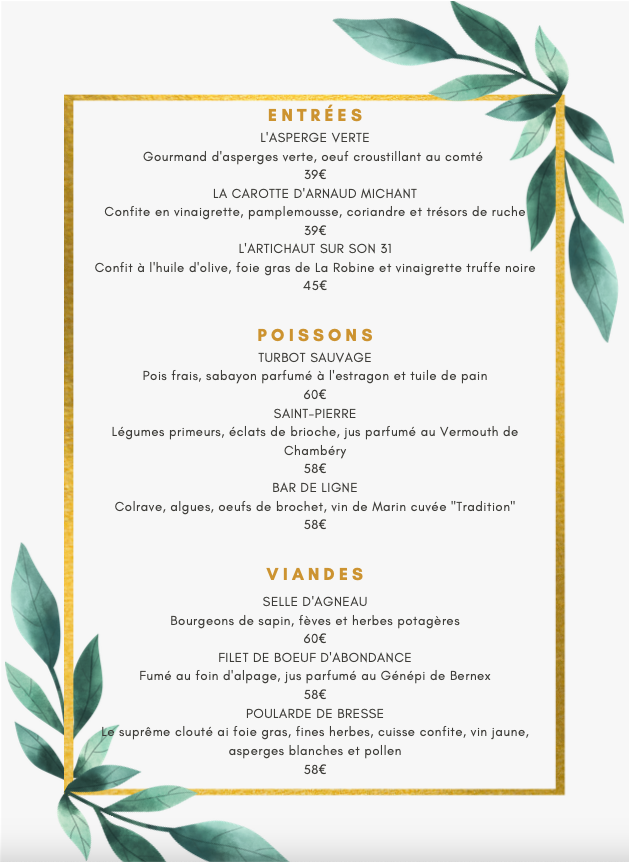 ENTRÉES
L'ASPERGE VERTE
Gourmand d'asperges verte, oeuf croustillant au comté
39€
LA CAROTTE D'ARNAUD MICHANT
Confite en vinaigrette, pamplemousse, coriandre et trésors de ruche
39€
L'ARTICHAUT SUR SON 31
Confit à l'huile d'olive, foie gras de La Robine et vinaigrette truffe noire
45€
POISSONS
TURBOT SAUVAGE
Pois frais, sabayon parfumé à l'estragon et tuile de pain
60€
SAINT-PIERRE
Légumes primeurs, éclats de brioche, jus parfumé au Vermouth de
Chambéry
58€
BAR DE LIGNE
Colrave, algues, oeufs de brochet, vin de Marin cuvée "Tradition"
58€
VIANDES
SELLE D'AGNEAU
Bourgeons de sapin, fèves et herbes potagères
60€
FILET DE BOEUF D'ABONDANCE
Fumé au foin d'alpage, jus parfumé au Génépi de Bernex
58€
POULARDE DE BRESSE
Le suprême clouté ai foie gras, fines herbes, cuisse confite, vin jaune,
asperges blanches et pollen
58€